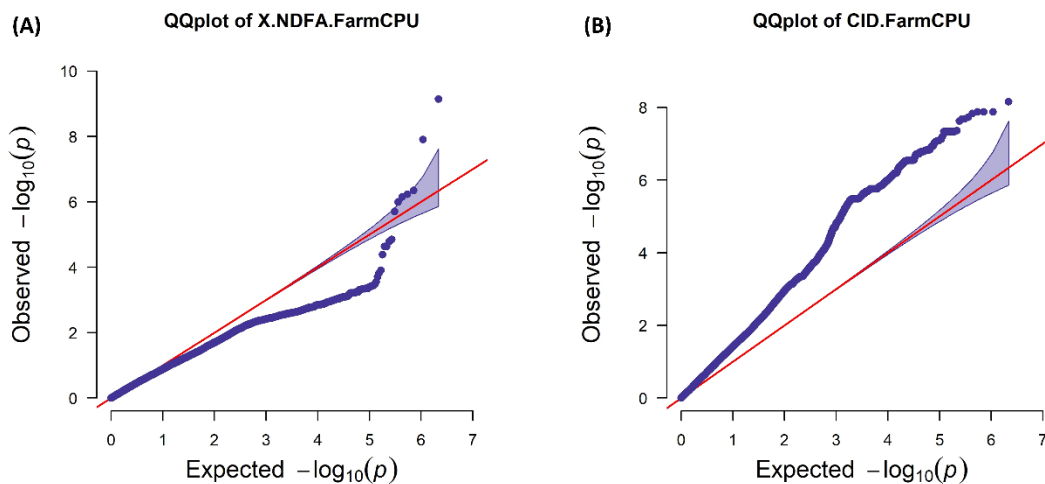 (A)
QQplot of X.NDFA.FarmCPU
10
8
6
4
2
0
Observed −log₁₀(p)
0 1 2 3 4 5 6 7
Expected −log₁₀(p)
(B)
QQplot of CID.FarmCPU
8
6
4
2
0
Observed −log₁₀(p)
0 1 2 3 4 5 6 7
Expected −log₁₀(p)